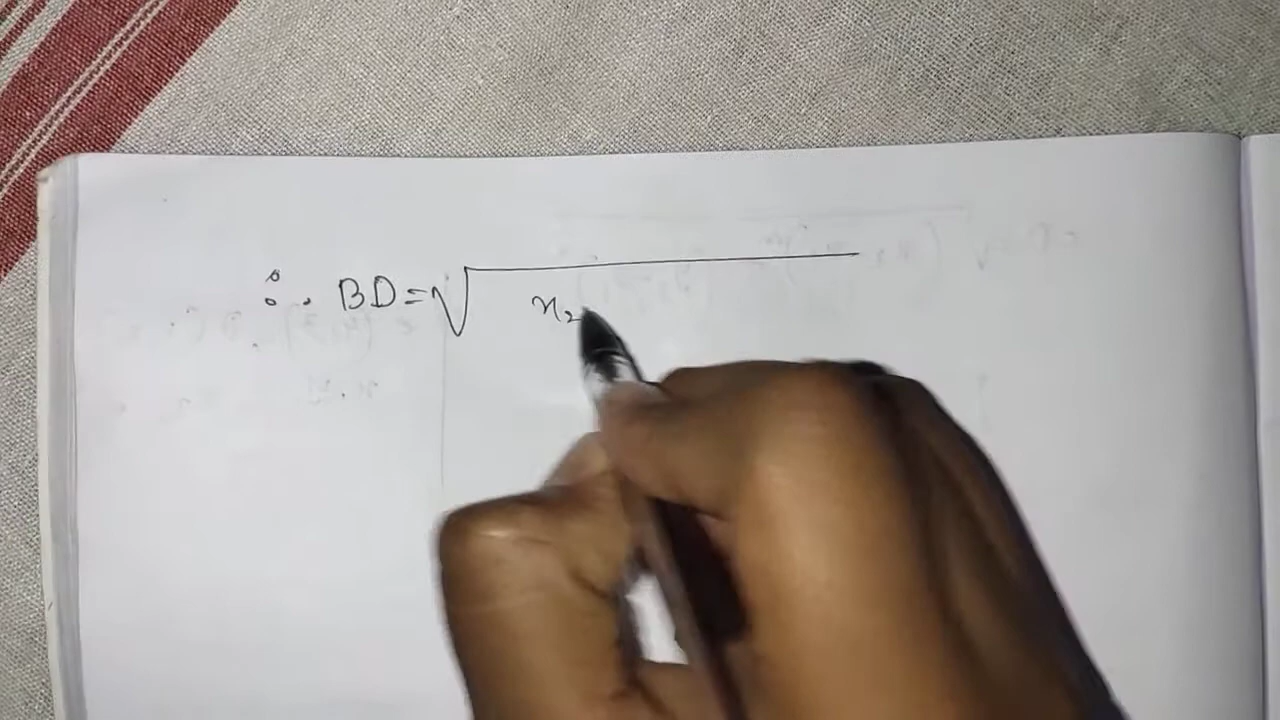 ∴ BD = √ x₂